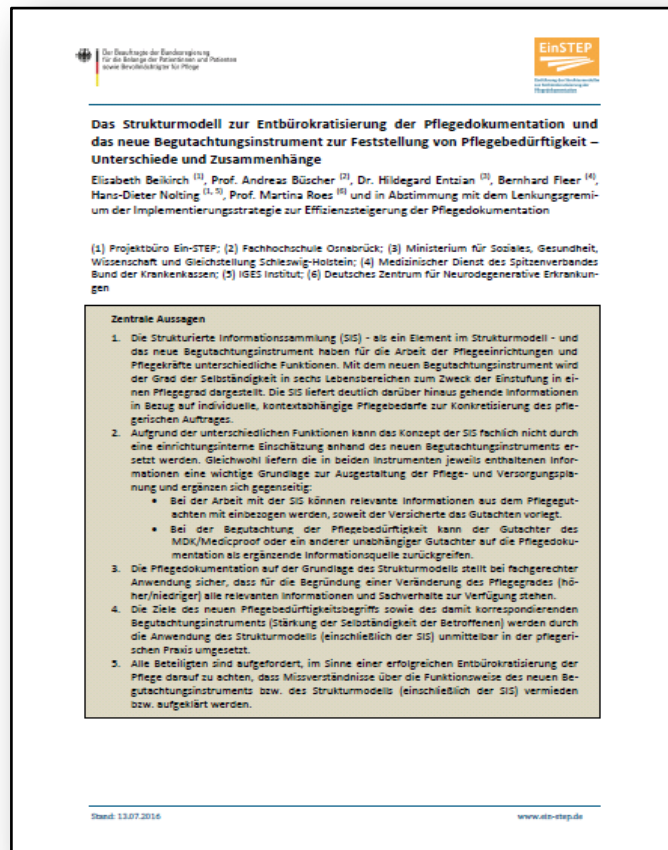 Der Beauftragte der Bundesregierung
für die Belange der Patientinnen und Patienten
sowie Bevollmächtigter für Pflege
EinSTEP
Das Strukturmodell zur Entbürokratisierung der Pflegedokumentation und
das neue Begutachtungsinstrument zur Feststellung von Pflegebedürftigkeit –
Unterschiede und Zusammenhänge
Elisabeth Beikirch (1), Prof. Andreas Büscher (2), Dr. Hildegard Entzian (3), Bernhard Fleer (4),
Hans-Dieter Nolting (1, 5), Prof. Martina Roes (6) und in Abstimmung mit dem Lenkungsgremi-
um der Implementierungsstrategie zur Effizienzsteigerung der Pflegedokumentation
(1) Projektbüro Ein-STEP; (2) Fachhochschule Osnabrück; (3) Ministerium für Soziales, Gesundheit,
Wissenschaft und Gleichstellung Schleswig-Holstein; (4) Medizinischer Dienst des Spitzenverbandes
Bund der Krankenkassen; (5) IGES Institut; (6) Deutsches Zentrum für Neurodegenerative Erkrankun-
gen
Zentrale Aussagen
1. Die Strukturierte Informationssammlung (SIS) - als ein Element im Strukturmodell - und
das neue Begutachtungsinstrument haben für die Arbeit der Pflegeeinrichtungen und
Pflegekräfte unterschiedliche Funktionen. Mit dem neuen Begutachtungsinstrument wird
der Grad der Selbständigkeit in sechs Lebensbereichen zum Zweck der Einstufung in ei-
nen Pflegegrad dargestellt. Die SIS liefert deutlich darüber hinaus gehende Informationen
in Bezug auf individuelle, kontextabhängige Pflegebedarfe zur Konkretisierung des pfle-
gerischen Auftrages.
2. Aufgrund der unterschiedlichen Funktionen kann das Konzept der SIS fachlich nicht durch
eine einrichtungsinterne Einschätzung anhand des neuen Begutachtungsinstruments er-
setzt werden. Gleichwohl liefern die in beiden Instrumenten jeweils enthaltenen Infor-
mationen eine wichtige Grundlage zur Ausgestaltung der Pflege- und Versorgungspla-
nung und ergänzen sich gegenseitig:
• Bei der Arbeit mit der SIS können relevante Informationen aus dem Pflegegut-
achten mit einbezogen werden, soweit der Versicherte das Gutachten vorlegt.
• Bei der Begutachtung der Pflegebedürftigkeit kann der Gutachter des
MDK/Medicproof oder ein anderer unabhängiger Gutachter auf die Pflegedoku-
mentation als ergänzende Informationsquelle zurückgreifen.
3. Die Pflegedokumentation auf der Grundlage des Strukturmodells stellt bei fachgerechter
Anwendung sicher, dass für die Begründung einer Veränderung des Pflegegrades (hö-
her/niedriger) alle relevanten Informationen und Sachverhalte zur Verfügung stehen.
4. Die Ziele des neuen Pflegebedürftigkeitsbegriffs sowie des damit korrespondierenden
Begutachtungsinstruments (Stärkung der Selbständigkeit der Betroffenen) werden durch
die Anwendung des Strukturmodells (einschließlich der SIS) unmittelbar in der pflegeri-
schen Praxis umgesetzt.
5. Alle Beteiligten sind aufgefordert, im Sinne einer erfolgreichen Entbürokratisierung der
Pflege darauf zu achten, dass Missverständnisse über die Funktionsweise des neuen Be-
gutachtungsinstruments bzw. des Strukturmodells (einschließlich der SIS) vermieden
bzw. aufgeklärt werden.
Stand: 13.07.2016 www.ein-step.de